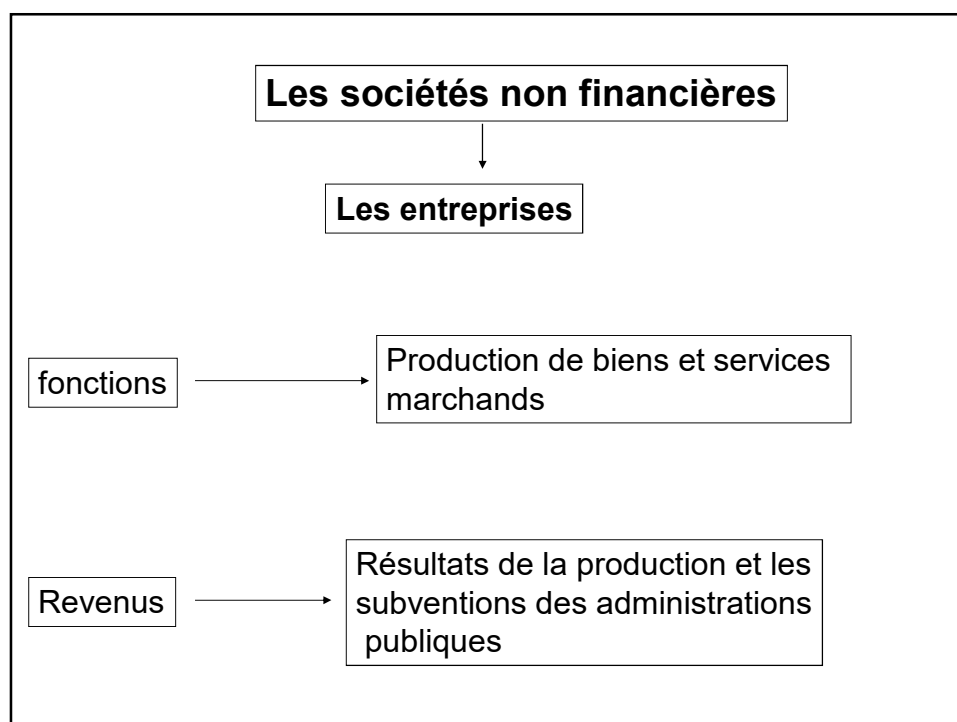 Les sociétés non financières
Les entreprises
fonctions
Production de biens et services
marchands
Revenus
Résultats de la production et les
subventions des administrations
publiques